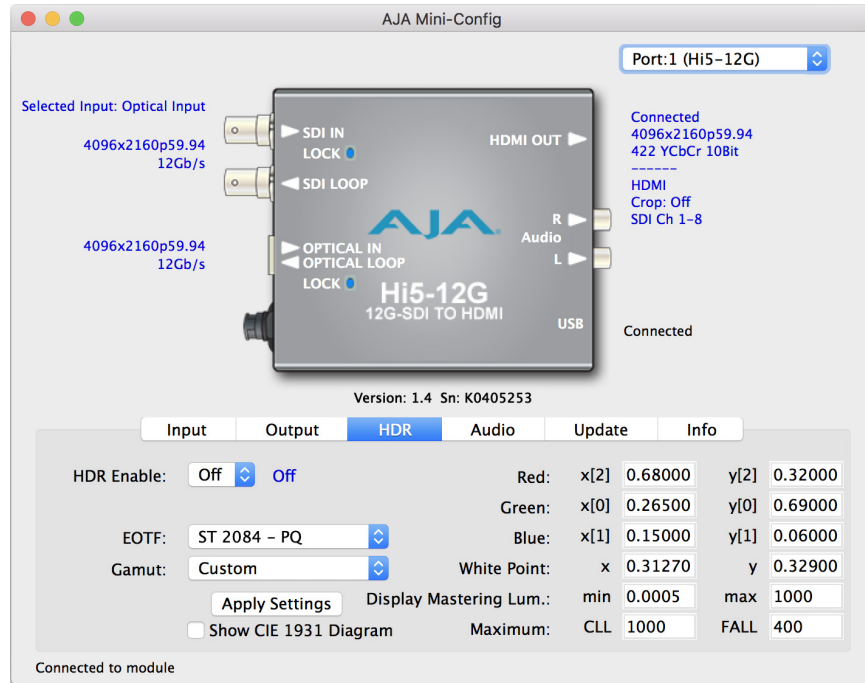 AJA Mini-Config
Port:1 (Hi5-12G)
Selected Input: Optical Input
4096x2160p59.94
12Gb/s
4096x2160p59.94
12Gb/s
SDI IN
LOCK
SDI LOOP
OPTICAL IN
OPTICAL LOOP
LOCK
HDMI OUT
AJA.
R
Audio
L
Hi5-12G
12G-SDI TO HDMI
USB
Connected
4096x2160p59.94
422 YCbCr 10Bit
------
HDMI
Crop: Off
SDI Ch 1-8
Connected
Version: 1.4 Sn: K0405253
Input Output HDR Audio Update Info
HDR Enable: Off Off
EOTF: ST 2084 - PQ
Gamut: Custom
Apply Settings
Show CIE 1931 Diagram
Red: x[2] 0.68000 y[2] 0.32000
Green: x[0] 0.26500 y[0] 0.69000
Blue: x[1] 0.15000 y[1] 0.06000
White Point: x 0.31270 y 0.32900
Display Mastering Lum.: min 0.0005 max 1000
Maximum: CLL 1000 FALL 400
Connected to module